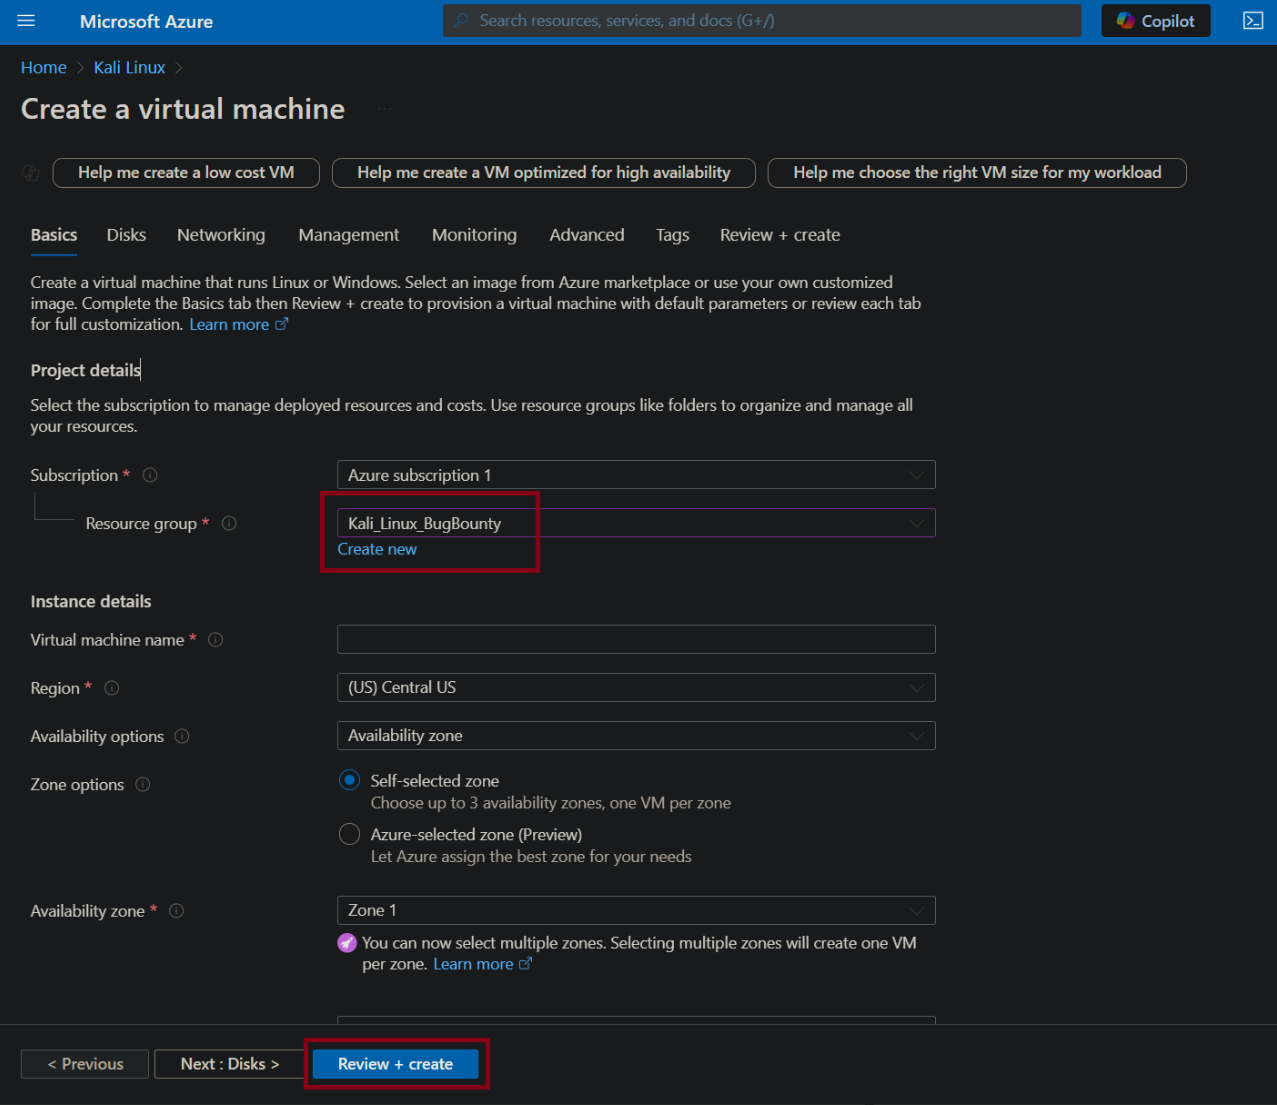 Microsoft Azure
Search resources, services, and docs (G+/)
Copilot
Home > Kali Linux >
Create a virtual machine ...
Help me create a low cost VM
Help me create a VM optimized for high availability
Help me choose the right VM size for my workload
Basics Disks Networking Management Monitoring Advanced Tags Review + create
Create a virtual machine that runs Linux or Windows. Select an image from Azure marketplace or use your own customized
image. Complete the Basics tab then Review + create to provision a virtual machine with default parameters or review each tab
for full customization. Learn more
Project details
Select the subscription to manage deployed resources and costs. Use resource groups like folders to organize and manage all
your resources.
Subscription *
Azure subscription 1
Resource group *
Kali_Linux_BugBounty
Create new
Instance details
Virtual machine name *
Region *
(US) Central US
Availability options
Availability zone
Zone options
Self-selected zone
Choose up to 3 availability zones, one VM per zone
Azure-selected zone (Preview)
Let Azure assign the best zone for your needs
Availability zone *
Zone 1
You can now select multiple zones. Selecting multiple zones will create one VM
per zone. Learn more
< Previous
Next : Disks >
Review + create